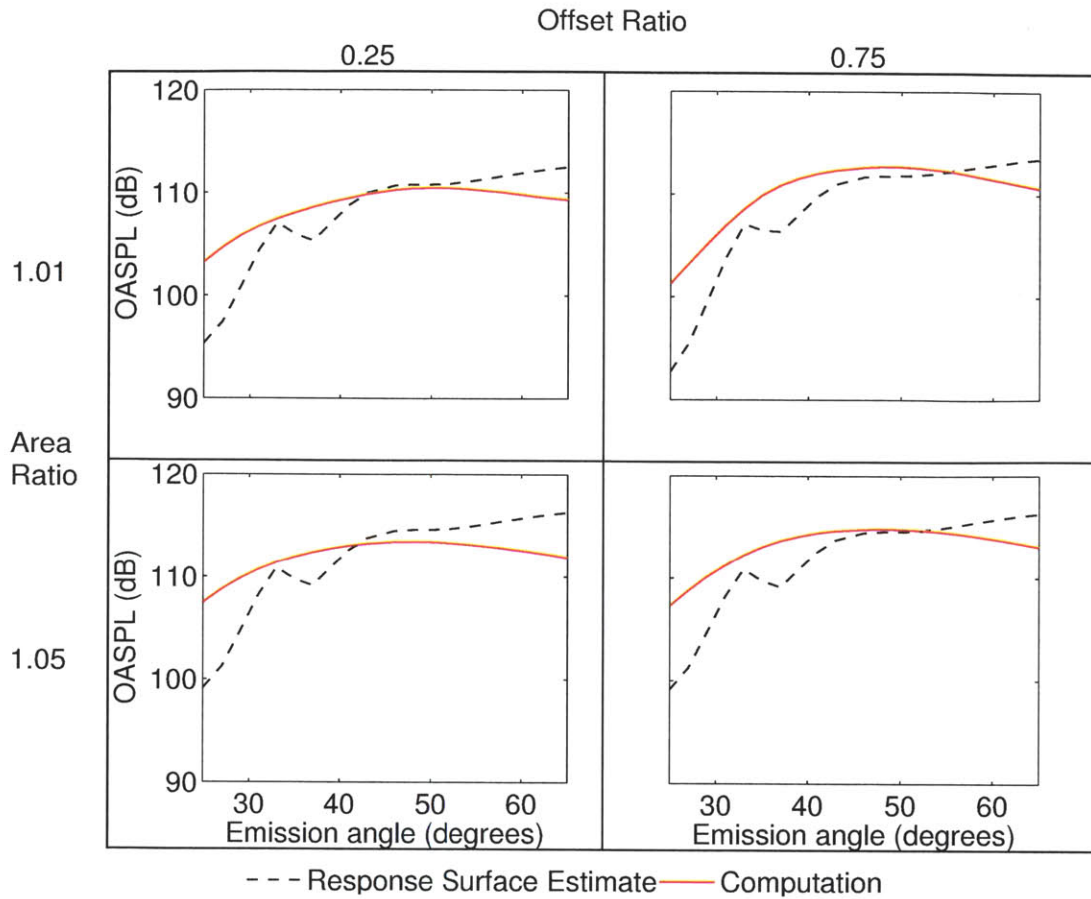 Offset Ratio
0.25 0.75
120
110
100
90
OASPL (dB)
1.01
Area
Ratio
120
110
100
90
OASPL (dB)
1.05
30 40 50 60
Emission angle (degrees)
30 40 50 60
Emission angle (degrees)
Response Surface Estimate Computation